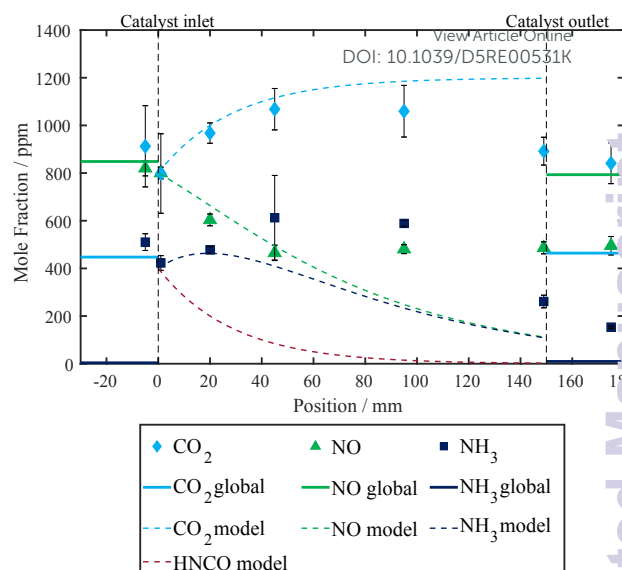 Catalyst inlet
Catalyst outlet
View Article Online
DOI: 10.1039/D5RE00531K
1400
1200
1000
800
600
400
200
0
Mole Fraction / ppm
-20
0
20
40
60
80
100
120
140
160
Position / mm
CO2
NO
NH3
CO2 global
NO global
NH3 global
CO2 model
NO model
NH3 model
HNCO model